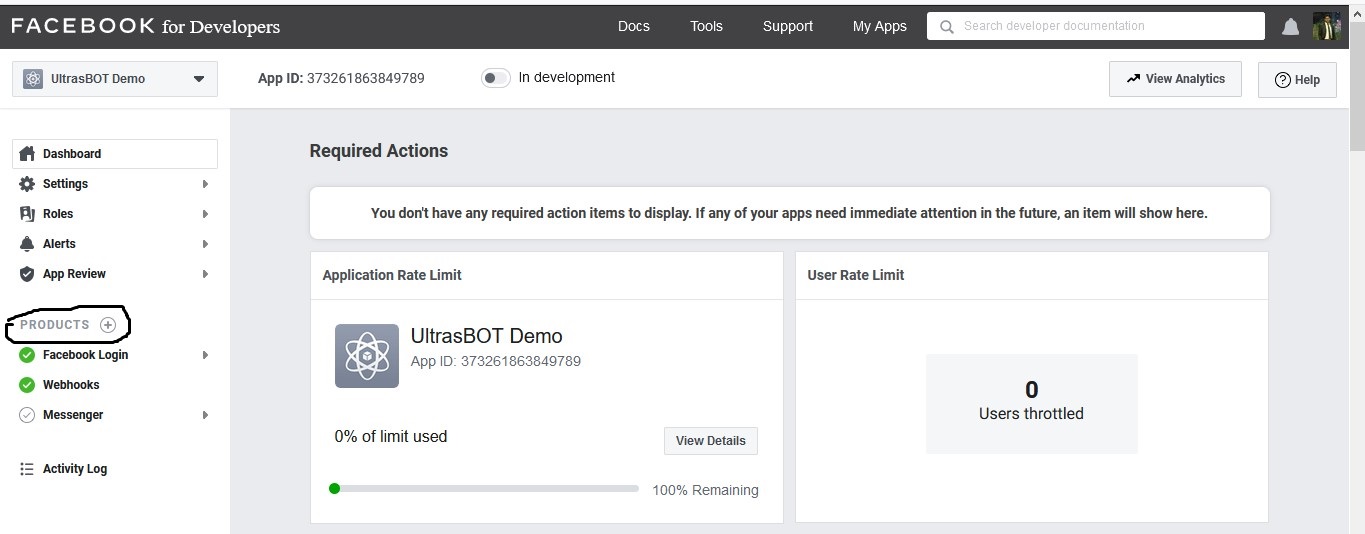 FACEBOOK for Developers
Docs
Tools
Support
My Apps
Search developer documentation
UltrasBOT Demo
App ID: 373261863849789
In development
View Analytics
Help
Dashboard
Settings
Roles
Alerts
App Review
PRODUCTS
Facebook Login
Webhooks
Messenger
Activity Log
Required Actions
You don't have any required action items to display. If any of your apps need immediate attention in the future, an item will show here.
Application Rate Limit
UltrasBOT Demo
App ID: 373261863849789
0% of limit used
View Details
100% Remaining
User Rate Limit
0
Users throttled